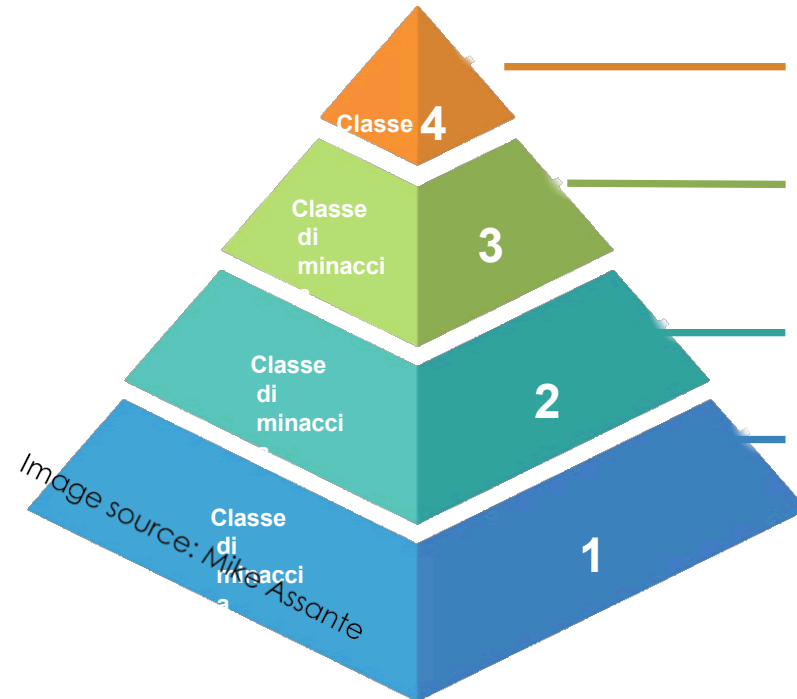 Classe 4
Classe
di
minacci
3
Classe
di
minacci
2
Classe
di
minacci
a
1
Image source: Mike Assante